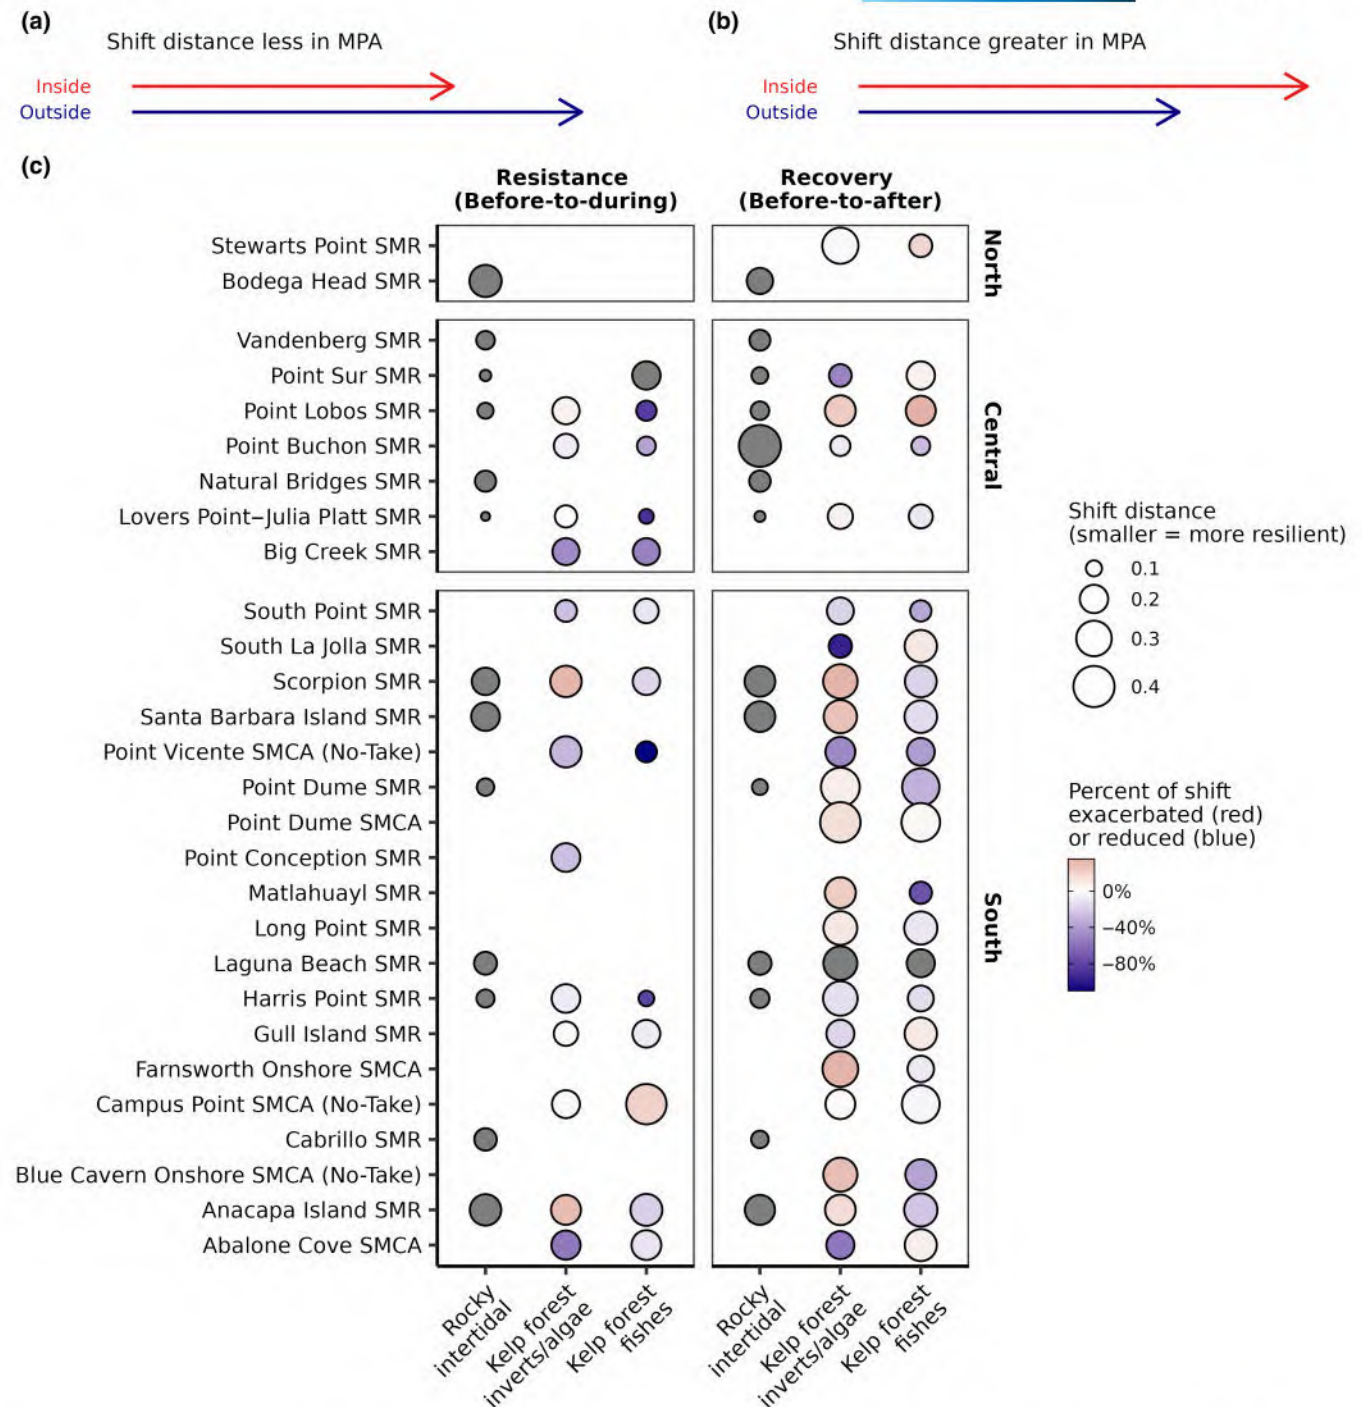 (a)
Shift distance less in MPA
Inside
Outside
(b)
Shift distance greater in MPA
Inside
Outside
(c)
Resistance
(Before-to-during)
Recovery
(Before-to-after)
Stewarts Point SMR
Bodega Head SMR
North
Vandenberg SMR
Point Sur SMR
Point Lobos SMR
Point Buchon SMR
Natural Bridges SMR
Lovers Point–Julia Platt SMR
Big Creek SMR
Central
South Point SMR
South La Jolla SMR
Scorpion SMR
Santa Barbara Island SMR
Point Vicente SMCA (No-Take)
Point Dume SMR
Point Dume SMCA
Point Conception SMR
Matlahuayl SMR
Long Point SMR
Laguna Beach SMR
Harris Point SMR
Gull Island SMR
Farnsworth Onshore SMCA
Campus Point SMCA (No-Take)
Cabrillo SMR
Blue Cavern Onshore SMCA (No-Take)
Anacapa Island SMR
Abalone Cove SMCA
South
Rocky
intertidal
Kelp forest
inverts/algae
Kelp forest
fishes
Rocky
intertidal
Kelp forest
inverts/algae
Kelp forest
fishes
Shift distance
(smaller = more resilient)
0.1
0.2
0.3
0.4
Percent of shift
exacerbated (red)
or reduced (blue)
0%
−40%
−80%